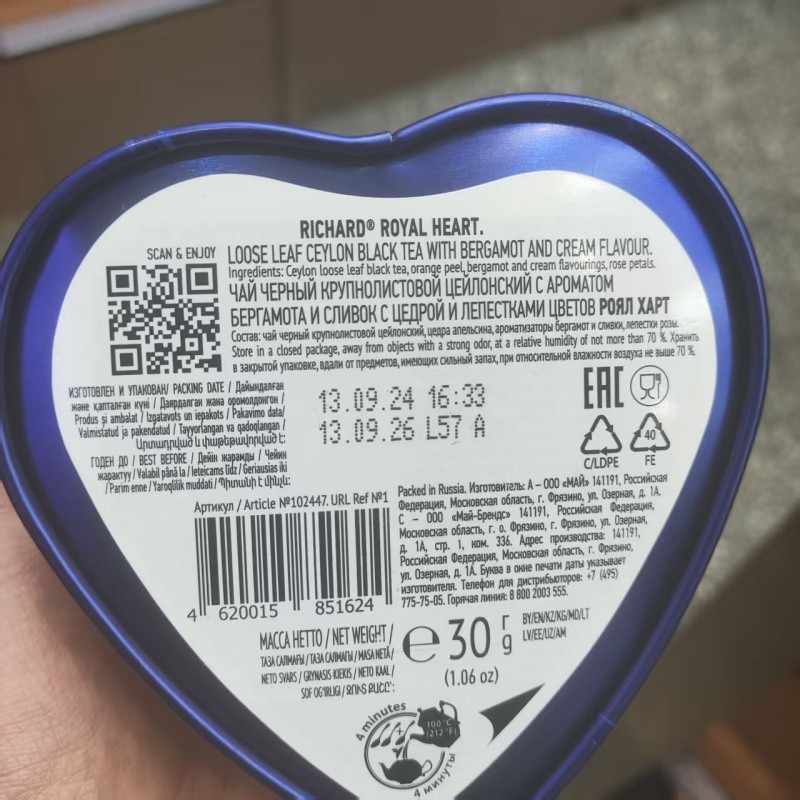 RICHARD® ROYAL HEART.
SCAN & ENJOY
LOOSE LEAF CEYLON BLACK TEA WITH BERGAMOT AND CREAM FLAVOUR.
Ingredients: Ceylon loose leaf black tea, orange peel, bergamot and cream flavourings, rose petals.
ЧАЙ ЧЕРНЫЙ КРУПНОЛИСТОВОЙ ЦЕЙЛОНСКИЙ С АРОМАТОМ
БЕРГАМОТА И СЛИВОК С ЦЕДРОЙ И ЛЕПЕСТКАМИ ЦВЕТОВ РОЯЛ ХАРТ
Состав: чай черный крупнолистовой цейлонский, цедра апельсина, ароматизаторы бергамот и сливки, лепестки розы.
Store in a closed package, away from objects with a strong odor, at a relative humidity of not more than 70 %. Хранить
в закрытой упаковке, вдали от предметов, имеющих сильный запах, при относительной влажности воздуха не выше 70 %.
ИЗГОТОВЛЕН И УПАКОВАН/ PACKING DATE / Дайындалған
және қапталған күні / Даярдалган жана оромолдонгон /
Produs și ambalat / Izgatavots un iepakots / Pakavimo data/
Valmistatud ja pakendatud / Tayyorlangan va qadoqlangan /
Արտադրված և փաթեթավորված է:
ГОДЕН ДО / BEST BEFORE / Дейін жарамды / Чейин
жарактуу / Valabil până la / Ieteicams līdz / Geriausias iki
/ Parim enne / Yaroqlilik muddati / Պիտանի է մինչև:
13.09.24 16:33
13.09.26 L57 A
EAC
C/LDPE
40
FE
Артикул / Article №102447. URL Ref №1
4 620015 851624
Packed in Russia. Изготовитель: А – ООО «МАЙ» 141191, Российская
Федерация, Московская область, г. Фрязино, ул. Озерная, д. 1А.
С – ООО «Май-Брендс» 141191, Российская Федерация,
Московская область, г. о. Фрязино, г. Фрязино, ул. Озерная,
д. 1А, стр. 1, ком. 336. Адрес производства: 141191,
Российская Федерация, Московская область, г. Фрязино,
ул. Озерная, д. 1А. Буква в окне печати даты указывает
изготовителя. Телефон для дистрибьюторов: +7 (495)
775-75-05. Горячая линия: 8 800 2003 555.
МАССА НЕТТО / NET WEIGHT /
ТАЗА САЛМАҒЫ / ТАЗА САЛМАГЫ / MASA NETĂ /
NETO SVARS / GRYNASIS KIEKIS / NETO KAAL /
SOF OG'IRLIGI / ԶՈՒՏ ՔԱՇԸ:
e 30 г
g
(1.06 oz)
BY/EN/KZ/KG/MD/LT
LV/EE/UZ/AM
4 minutes
100°C
(212°F)
4 минуты